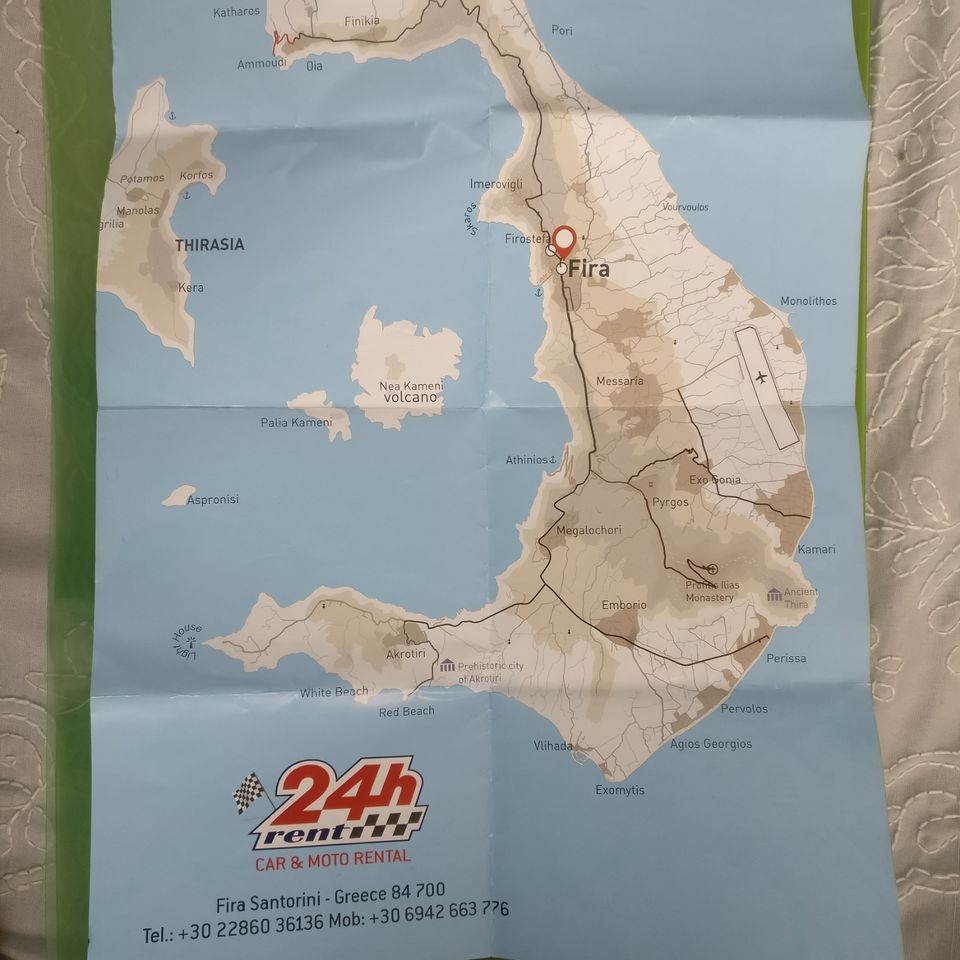 Katharos
Finikia
Pori
Ammoudi
Oia
Potamos
Korfos
Imerovigli
Manolas
Skaros
Vourvoulos
grilia
THIRASIA
Firostefa
Fira
Kera
Monolithos
Nea Kameni
volcano
Messaria
Palia Kameni
Athinios
Exo Gonia
Aspronisi
Pyrgos
Megalochori
Kamari
Profitis Ilias
Monastery
Ancient
Thira
Emborio
Light House
Akrotiri
Prehistoric city
of Akrotiri
Perissa
White Beach
Red Beach
Pervolos
Vlihada
Agios Georgios
Exomytis
24h
rent
CAR & MOTO RENTAL
Fira Santorini - Greece 84 700
Tel.: +30 22860 36136 Mob: +30 6942 663 776